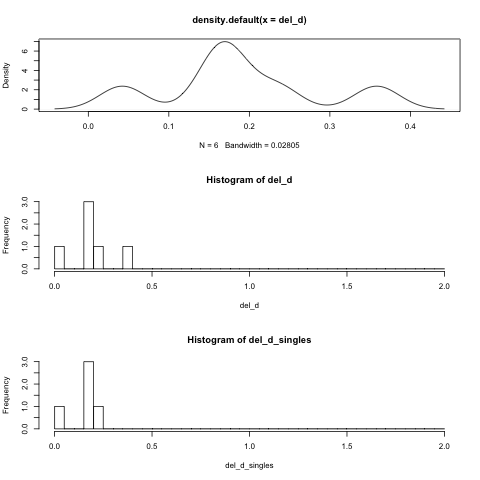 density.default(x = del_d)
Density
0 2 4 6
0.0 0.1 0.2 0.3 0.4
N = 6 Bandwidth = 0.02805
Histogram of del_d
Frequency
0.0 1.0 2.0 3.0
0.0 0.5 1.0 1.5 2.0
del_d
Histogram of del_d_singles
Frequency
0.0 1.0 2.0 3.0
0.0 0.5 1.0 1.5 2.0
del_d_singles